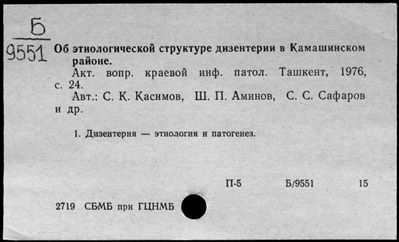 Б
9551
Об этиологической структуре дизентерии в Камашинском
районе.
Акт. вопр. краевой инф. патол. Ташкент, 1976,
с. 24.
Авт.: С. К. Касимов, Ш. П. Аминов, С. С. Сафаров
и др.
1. Дизентерия — этиология и патогенез.
П-5 Б/9551 15
2719 СБМБ при ГЦНМБ